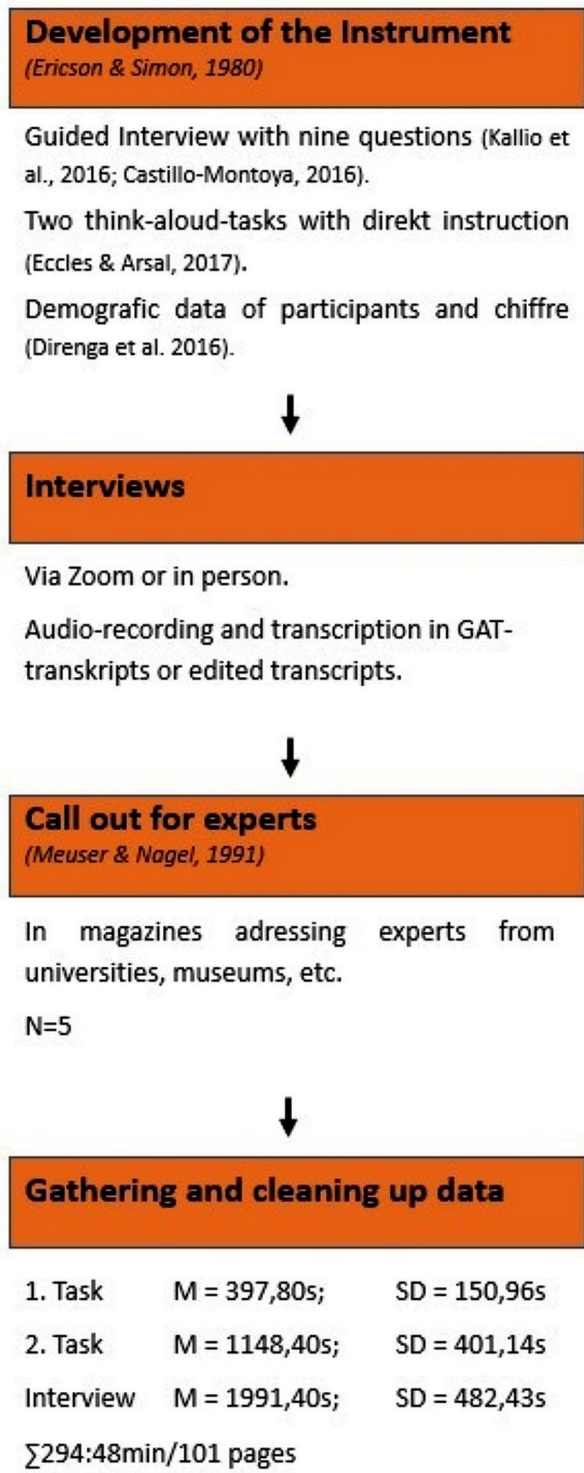 Development of the Instrument
(Ericson & Simon, 1980)
Guided Interview with nine questions (Kallio et
al., 2016; Castillo-Montoya, 2016).
Two think-aloud-tasks with direkt instruction
(Eccles & Arsal, 2017).
Demografic data of participants and chiffre
(Direnga et al. 2016).
Interviews
Via Zoom or in person.
Audio-recording and transcription in GAT-
transkripts or edited transcripts.
Call out for experts
(Meuser & Nagel, 1991)
In magazines adressing experts from
universities, museums, etc.
N=5
Gathering and cleaning up data
1. Task M = 397,80s; SD = 150,96s
2. Task M = 1148,40s; SD = 401,14s
Interview M = 1991,40s; SD = 482,43s
∑294:48min/101 pages